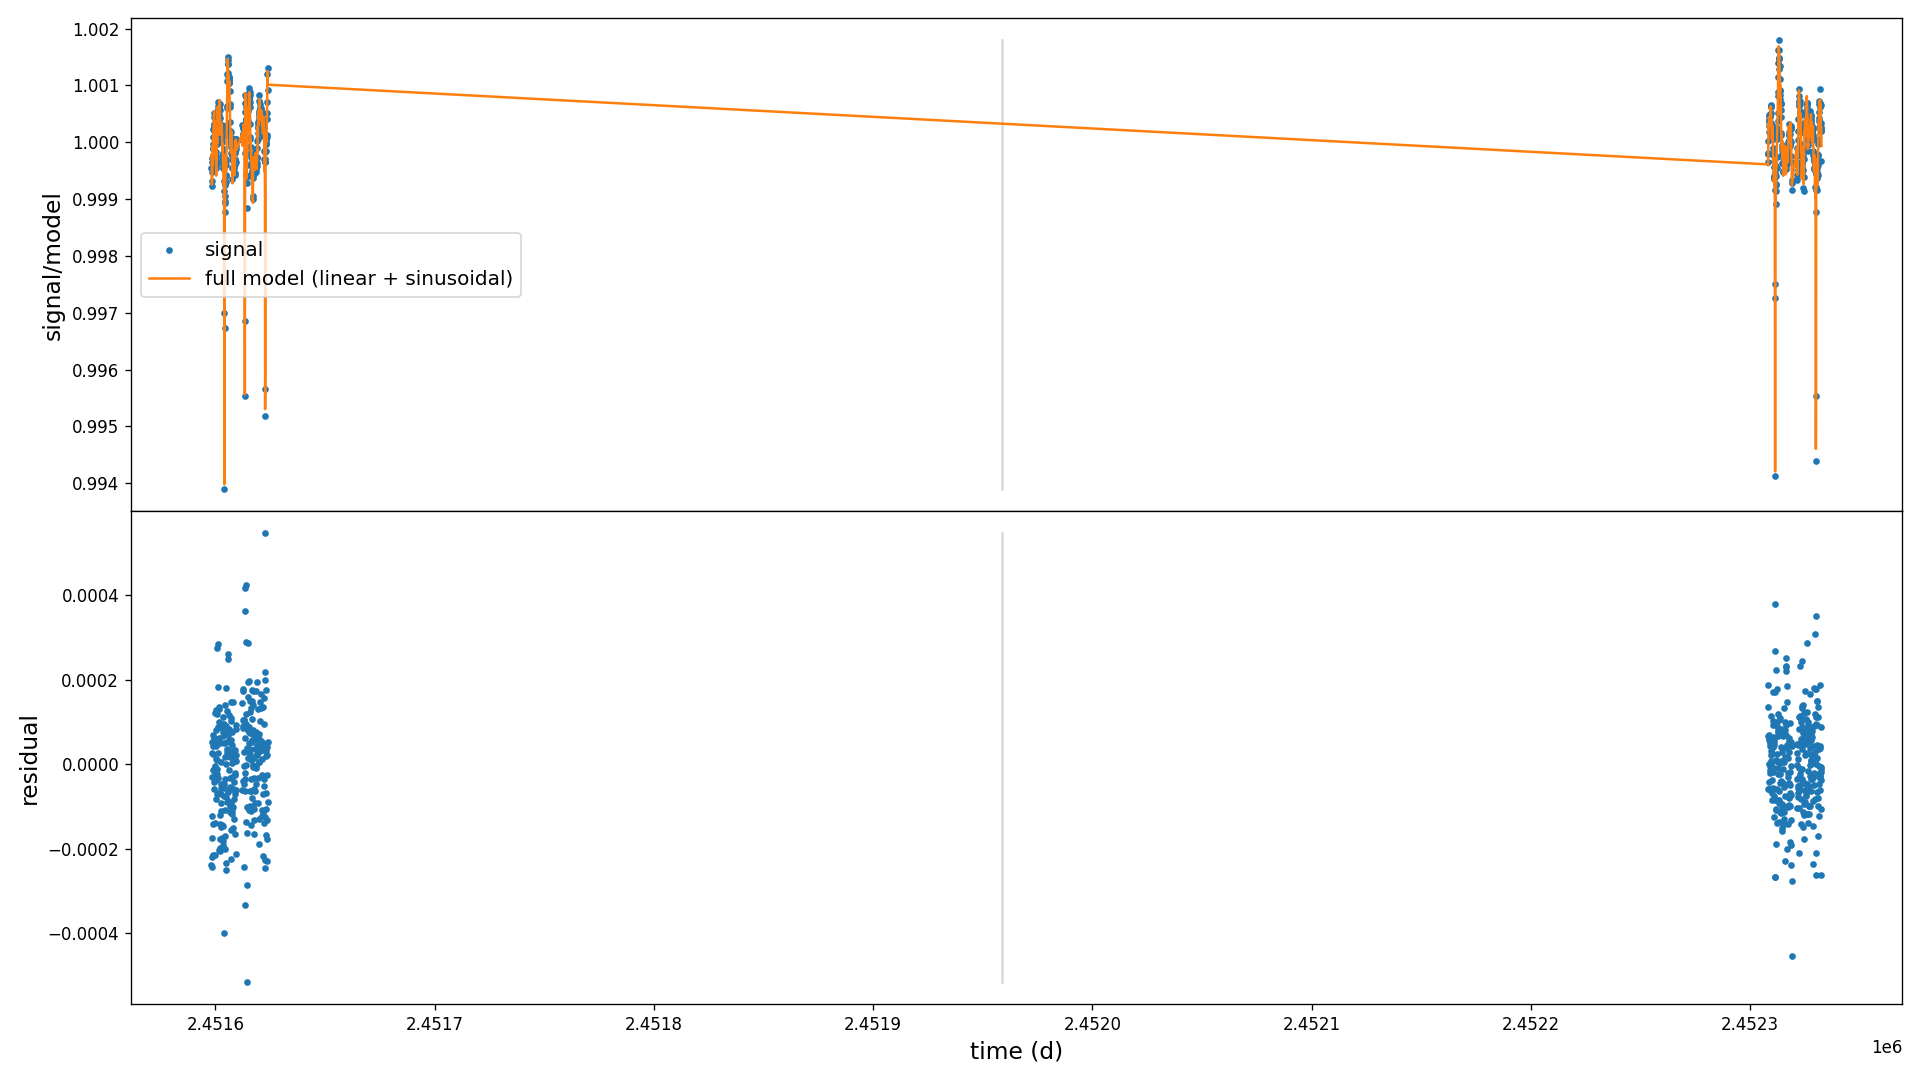 1.002
1.001
1.000
0.999
0.998
0.997
0.996
0.995
0.994
signal/model
signal
full model (linear + sinusoidal)
0.0004
0.0002
0.0000
−0.0002
−0.0004
residual
2.4516 2.4517 2.4518 2.4519 2.4520 2.4521 2.4522 2.4523
time (d)
1e6